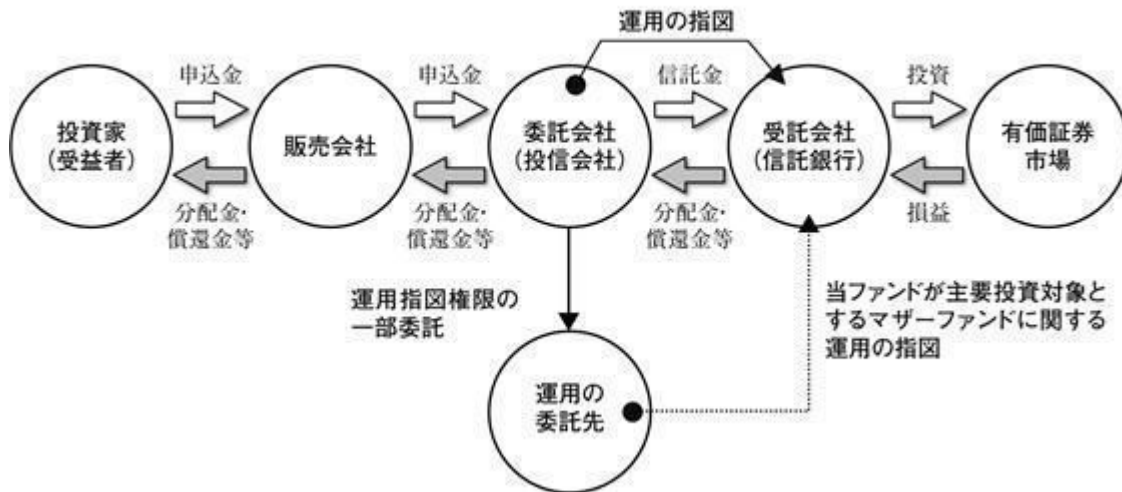 運用の指図
申込金
申込金
信託金
投資
投資家
(受益者)
販売会社
委託会社
(投信会社)
受託会社
(信託銀行)
有価証券
市場
分配金・
償還金等
分配金・
償還金等
分配金・
償還金等
損益
運用指図権限の
一部委託
当ファンドが主要投資対象と
するマザーファンドに関する
運用の指図
運用の
委託先